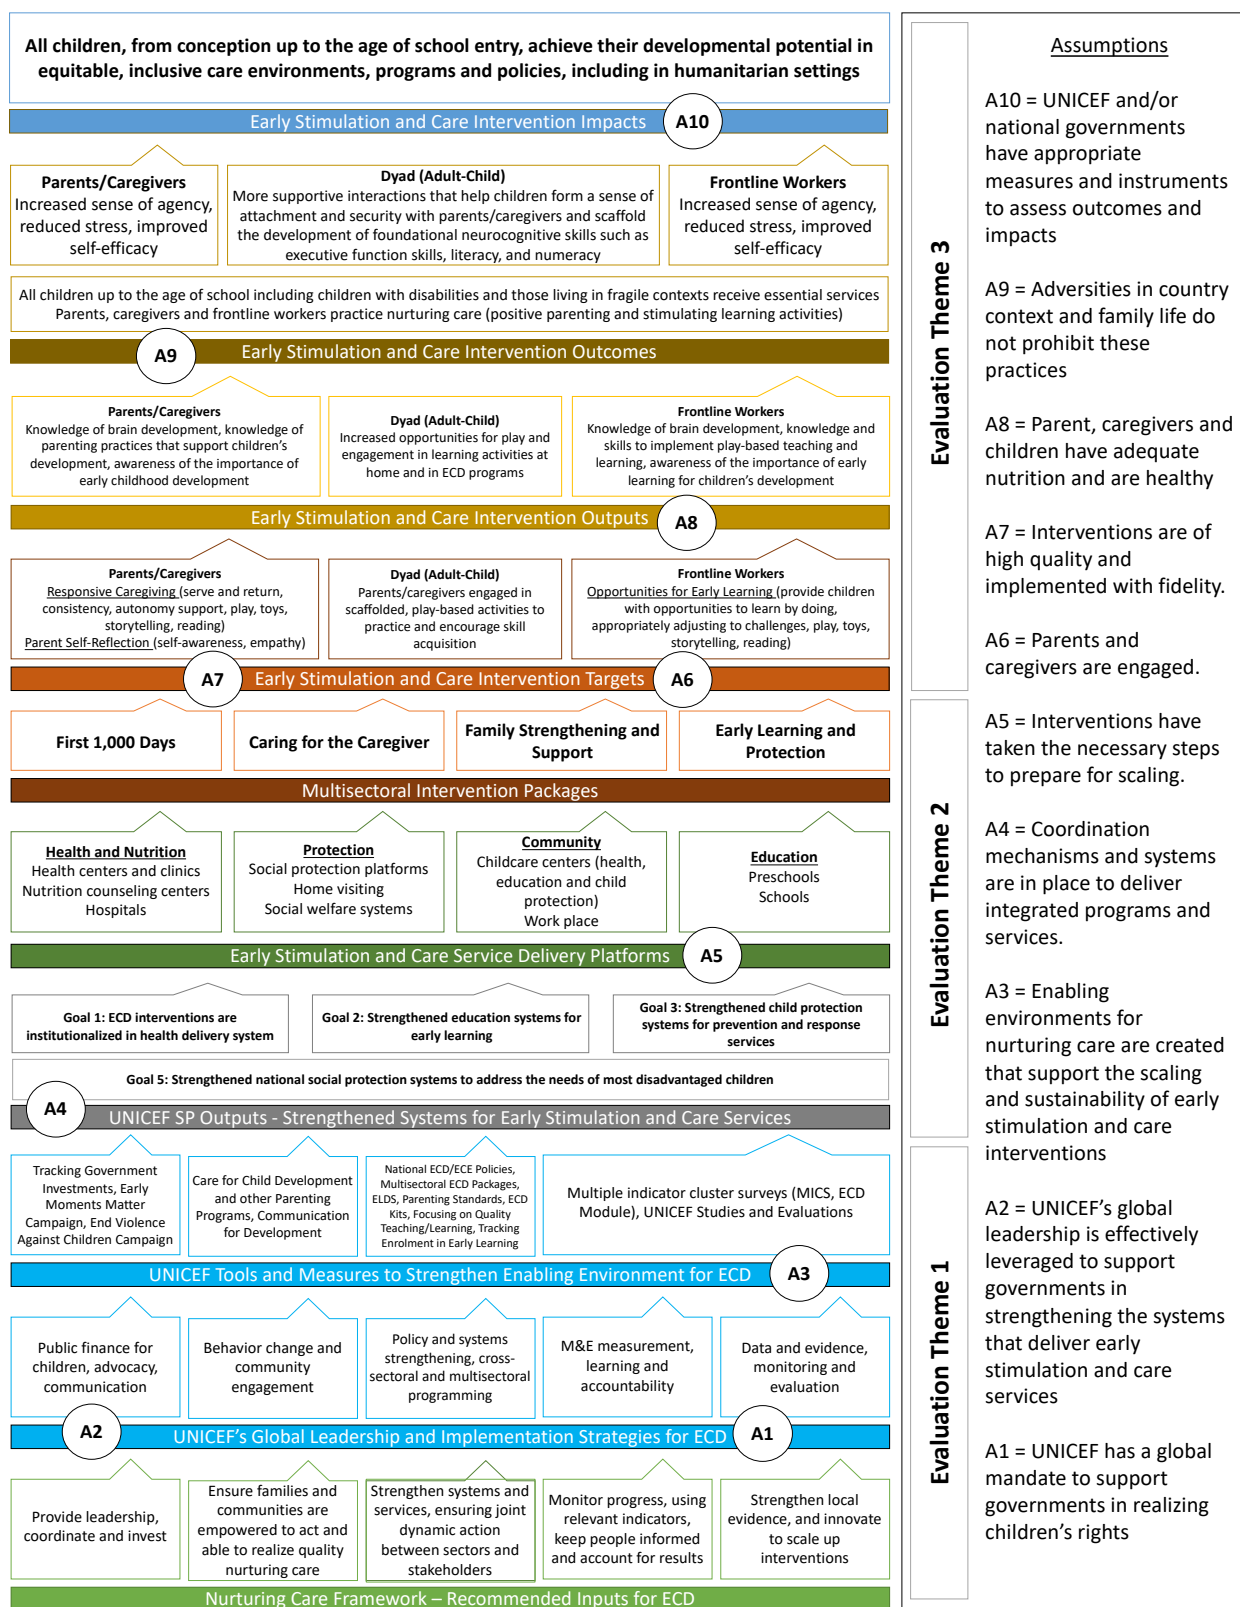 All children, from conception up to the age of school entry, achieve their developmental potential in
equitable, inclusive care environments, programs and policies, including in humanitarian settings
Early Stimulation and Care Intervention Impacts
A10
Parents/Caregivers
Increased sense of agency,
reduced stress, improved
self-efficacy
Dyad (Adult-Child)
More supportive interactions that help children form a sense of
attachment and security with parents/caregivers and scaffold
the development of foundational neurocognitive skills such as
executive function skills, literacy, and numeracy
Frontline Workers
Increased sense of agency,
reduced stress, improved
self-efficacy
All children up to the age of school including children with disabilities and those living in fragile contexts receive essential services
Parents, caregivers and frontline workers practice nurturing care (positive parenting and stimulating learning activities)
A9
Early Stimulation and Care Intervention Outcomes
Parents/Caregivers
Knowledge of brain development, knowledge of
parenting practices that support children's
development, awareness of the importance of
early childhood development
Dyad (Adult-Child)
Increased opportunities for play and
engagement in learning activities at
home and in ECD programs
Frontline Workers
Knowledge of brain development, knowledge and
skills to implement play-based teaching and
learning, awareness of the importance of early
learning for children's development
Early Stimulation and Care Intervention Outputs
A8
Parents/Caregivers
Responsive Caregiving (serve and return,
consistency, autonomy support, play, toys,
storytelling, reading)
Parent Self-Reflection (self-awareness, empathy)
Dyad (Adult-Child)
Parents/caregivers engaged in
scaffolded, play-based activities to
practice and encourage skill
acquisition
Frontline Workers
Opportunities for Early Learning (provide children
with opportunities to learn by doing,
appropriately adjusting to challenges, play, toys,
storytelling, reading)
A7
Early Stimulation and Care Intervention Targets
A6
First 1,000 Days
Caring for the Caregiver
Family Strengthening and
Support
Early Learning and
Protection
Multisectoral Intervention Packages
Health and Nutrition
Health centers and clinics
Nutrition counseling centers
Hospitals
Protection
Social protection platforms
Home visiting
Social welfare systems
Community
Childcare centers (health,
education and child
protection)
Work place
Education
Preschools
Schools
Early Stimulation and Care Service Delivery Platforms
A5
Goal 1: ECD interventions are
institutionalized in health delivery system
Goal 2: Strengthened education systems for
early learning
Goal 3: Strengthened child protection
systems for prevention and response
services
Goal 5: Strengthened national social protection systems to address the needs of most disadvantaged children
A4
UNICEF SP Outputs - Strengthened Systems for Early Stimulation and Care Services
Tracking Government
Investments, Early
Moments Matter
Campaign, End Violence
Against Children Campaign
Care for Child Development
and other Parenting
Programs, Communication
for Development
National ECD/ECE Policies,
Multisectoral ECD Packages,
ELDS, Parenting Standards, ECD
Kits, Focusing on Quality
Teaching/Learning, Tracking
Enrolment in Early Learning
Multiple indicator cluster surveys (MICS, ECD
Module), UNICEF Studies and Evaluations
UNICEF Tools and Measures to Strengthen Enabling Environment for ECD
A3
Public finance for
children, advocacy,
communication
Behavior change and
community
engagement
Policy and systems
strengthening, cross-
sectoral and multisectoral
programming
M&E measurement,
learning and
accountability
Data and evidence,
monitoring and
evaluation
A2
UNICEF's Global Leadership and Implementation Strategies for ECD
A1
Provide leadership,
coordinate and invest
Ensure families and
communities are
empowered to act and
able to realize quality
nurturing care
Strengthen systems and
services, ensuring joint
dynamic action
between sectors and
stakeholders
Monitor progress, using
relevant indicators,
keep people informed
and account for results
Strengthen local
evidence, and innovate
to scale up
interventions
Nurturing Care Framework – Recommended Inputs for ECD
Evaluation Theme 3
Evaluation Theme 2
Evaluation Theme 1
Assumptions
A10 = UNICEF and/or
national governments
have appropriate
measures and instruments
to assess outcomes and
impacts
A9 = Adversities in country
context and family life do
not prohibit these
practices
A8 = Parent, caregivers and
children have adequate
nutrition and are healthy
A7 = Interventions are of
high quality and
implemented with fidelity.
A6 = Parents and
caregivers are engaged.
A5 = Interventions have
taken the necessary steps
to prepare for scaling.
A4 = Coordination
mechanisms and systems
are in place to deliver
integrated programs and
services.
A3 = Enabling
environments for
nurturing care are created
that support the scaling
and sustainability of early
stimulation and care
interventions
A2 = UNICEF's global
leadership is effectively
leveraged to support
governments in
strengthening the systems
that deliver early
stimulation and care
services
A1 = UNICEF has a global
mandate to support
governments in realizing
children's rights